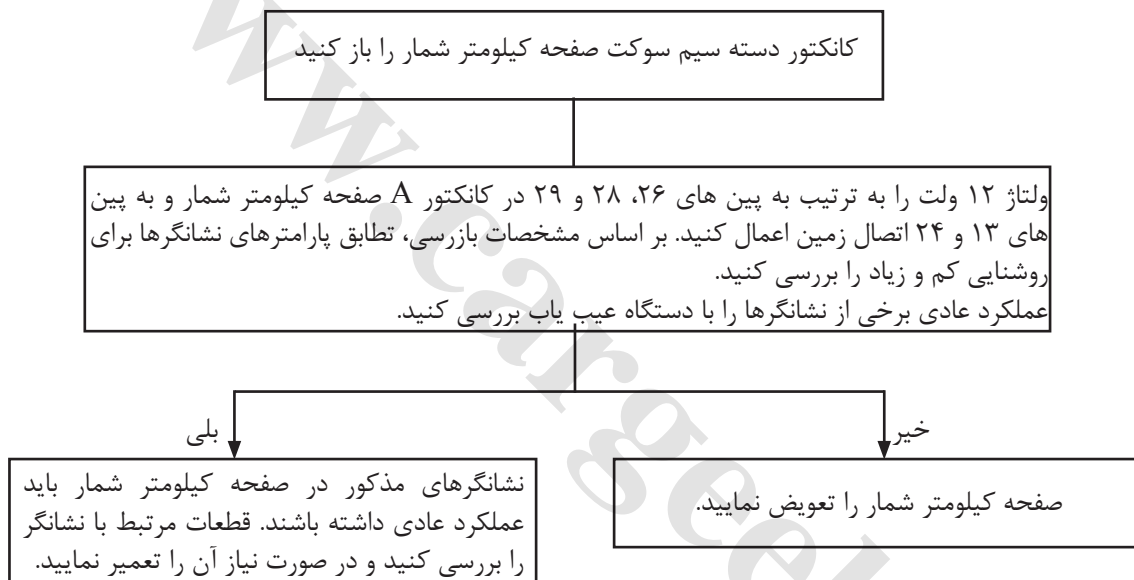 کانکتور دسته سیم سوکت صفحه کیلومتر شمار را باز کنید
ولتاژ ۱۲ ولت را به ترتیب به پین های ۲۶، ۲۸ و ۲۹ در کانکتور A صفحه کیلومتر شمار و به پین
های ۱۳ و ۲۴ اتصال زمین اعمال کنید. بر اساس مشخصات بازرسی، تطابق پارامترهای نشانگرها برای
روشنایی کم و زیاد را بررسی کنید.
عملکرد عادی برخی از نشانگرها را با دستگاه عیب یاب بررسی کنید.
خیر
بلی
صفحه کیلومتر شمار را تعویض نمایید.
نشانگرهای مذکور در صفحه کیلومتر شمار باید
عملکرد عادی داشته باشند. قطعات مرتبط با نشانگر
را بررسی کنید و در صورت نیاز آن را تعمیر نمایید.
www.cargee